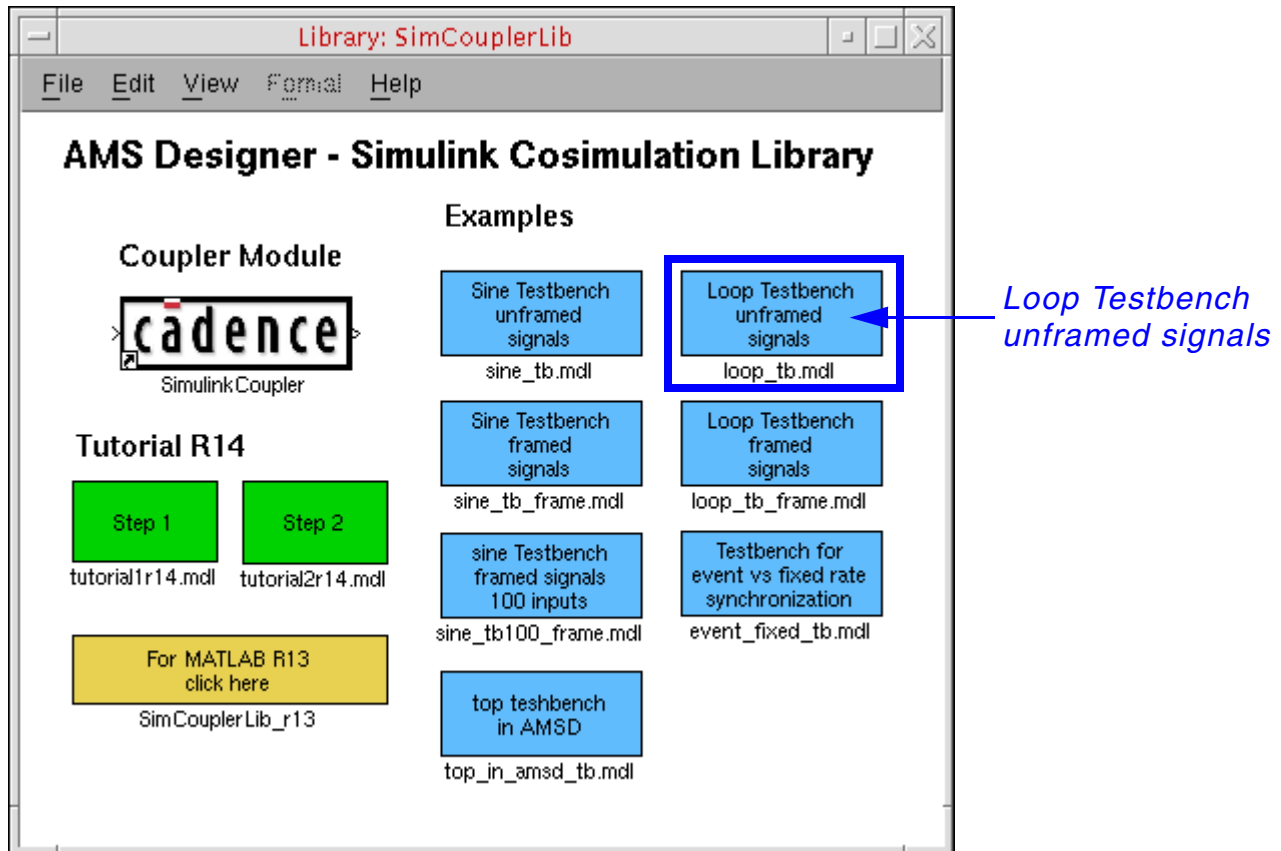 Library: SimCouplerLib
File Edit View Format Help
AMS Designer - Simulink Cosimulation Library
Coupler Module
cādence
SimulinkCoupler
Tutorial R14
Step 1
tutorial1r14.mdl
Step 2
tutorial2r14.mdl
For MATLAB R13
click here
SimCouplerLib_r13
Examples
Sine Testbench
unframed
signals
sine_tb.mdl
Loop Testbench
unframed
signals
loop_tb.mdl
Sine Testbench
framed
signals
sine_tb_frame.mdl
Loop Testbench
framed
signals
loop_tb_frame.mdl
sine Testbench
framed signals
100 inputs
sine_tb100_frame.mdl
Testbench for
event vs fixed rate
synchronization
event_fixed_tb.mdl
top teshbench
in AMSD
top_in_amsd_tb.mdl
Loop Testbench
unframed signals